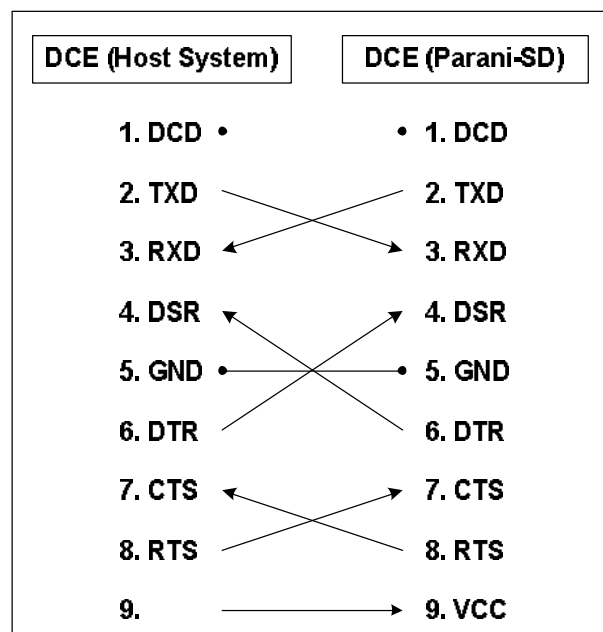 DCE (Host System) DCE (Parani-SD)
1. DCD 1. DCD
2. TXD 2. TXD
3. RXD 3. RXD
4. DSR 4. DSR
5. GND 5. GND
6. DTR 6. DTR
7. CTS 7. CTS
8. RTS 8. RTS
9. 9. VCC